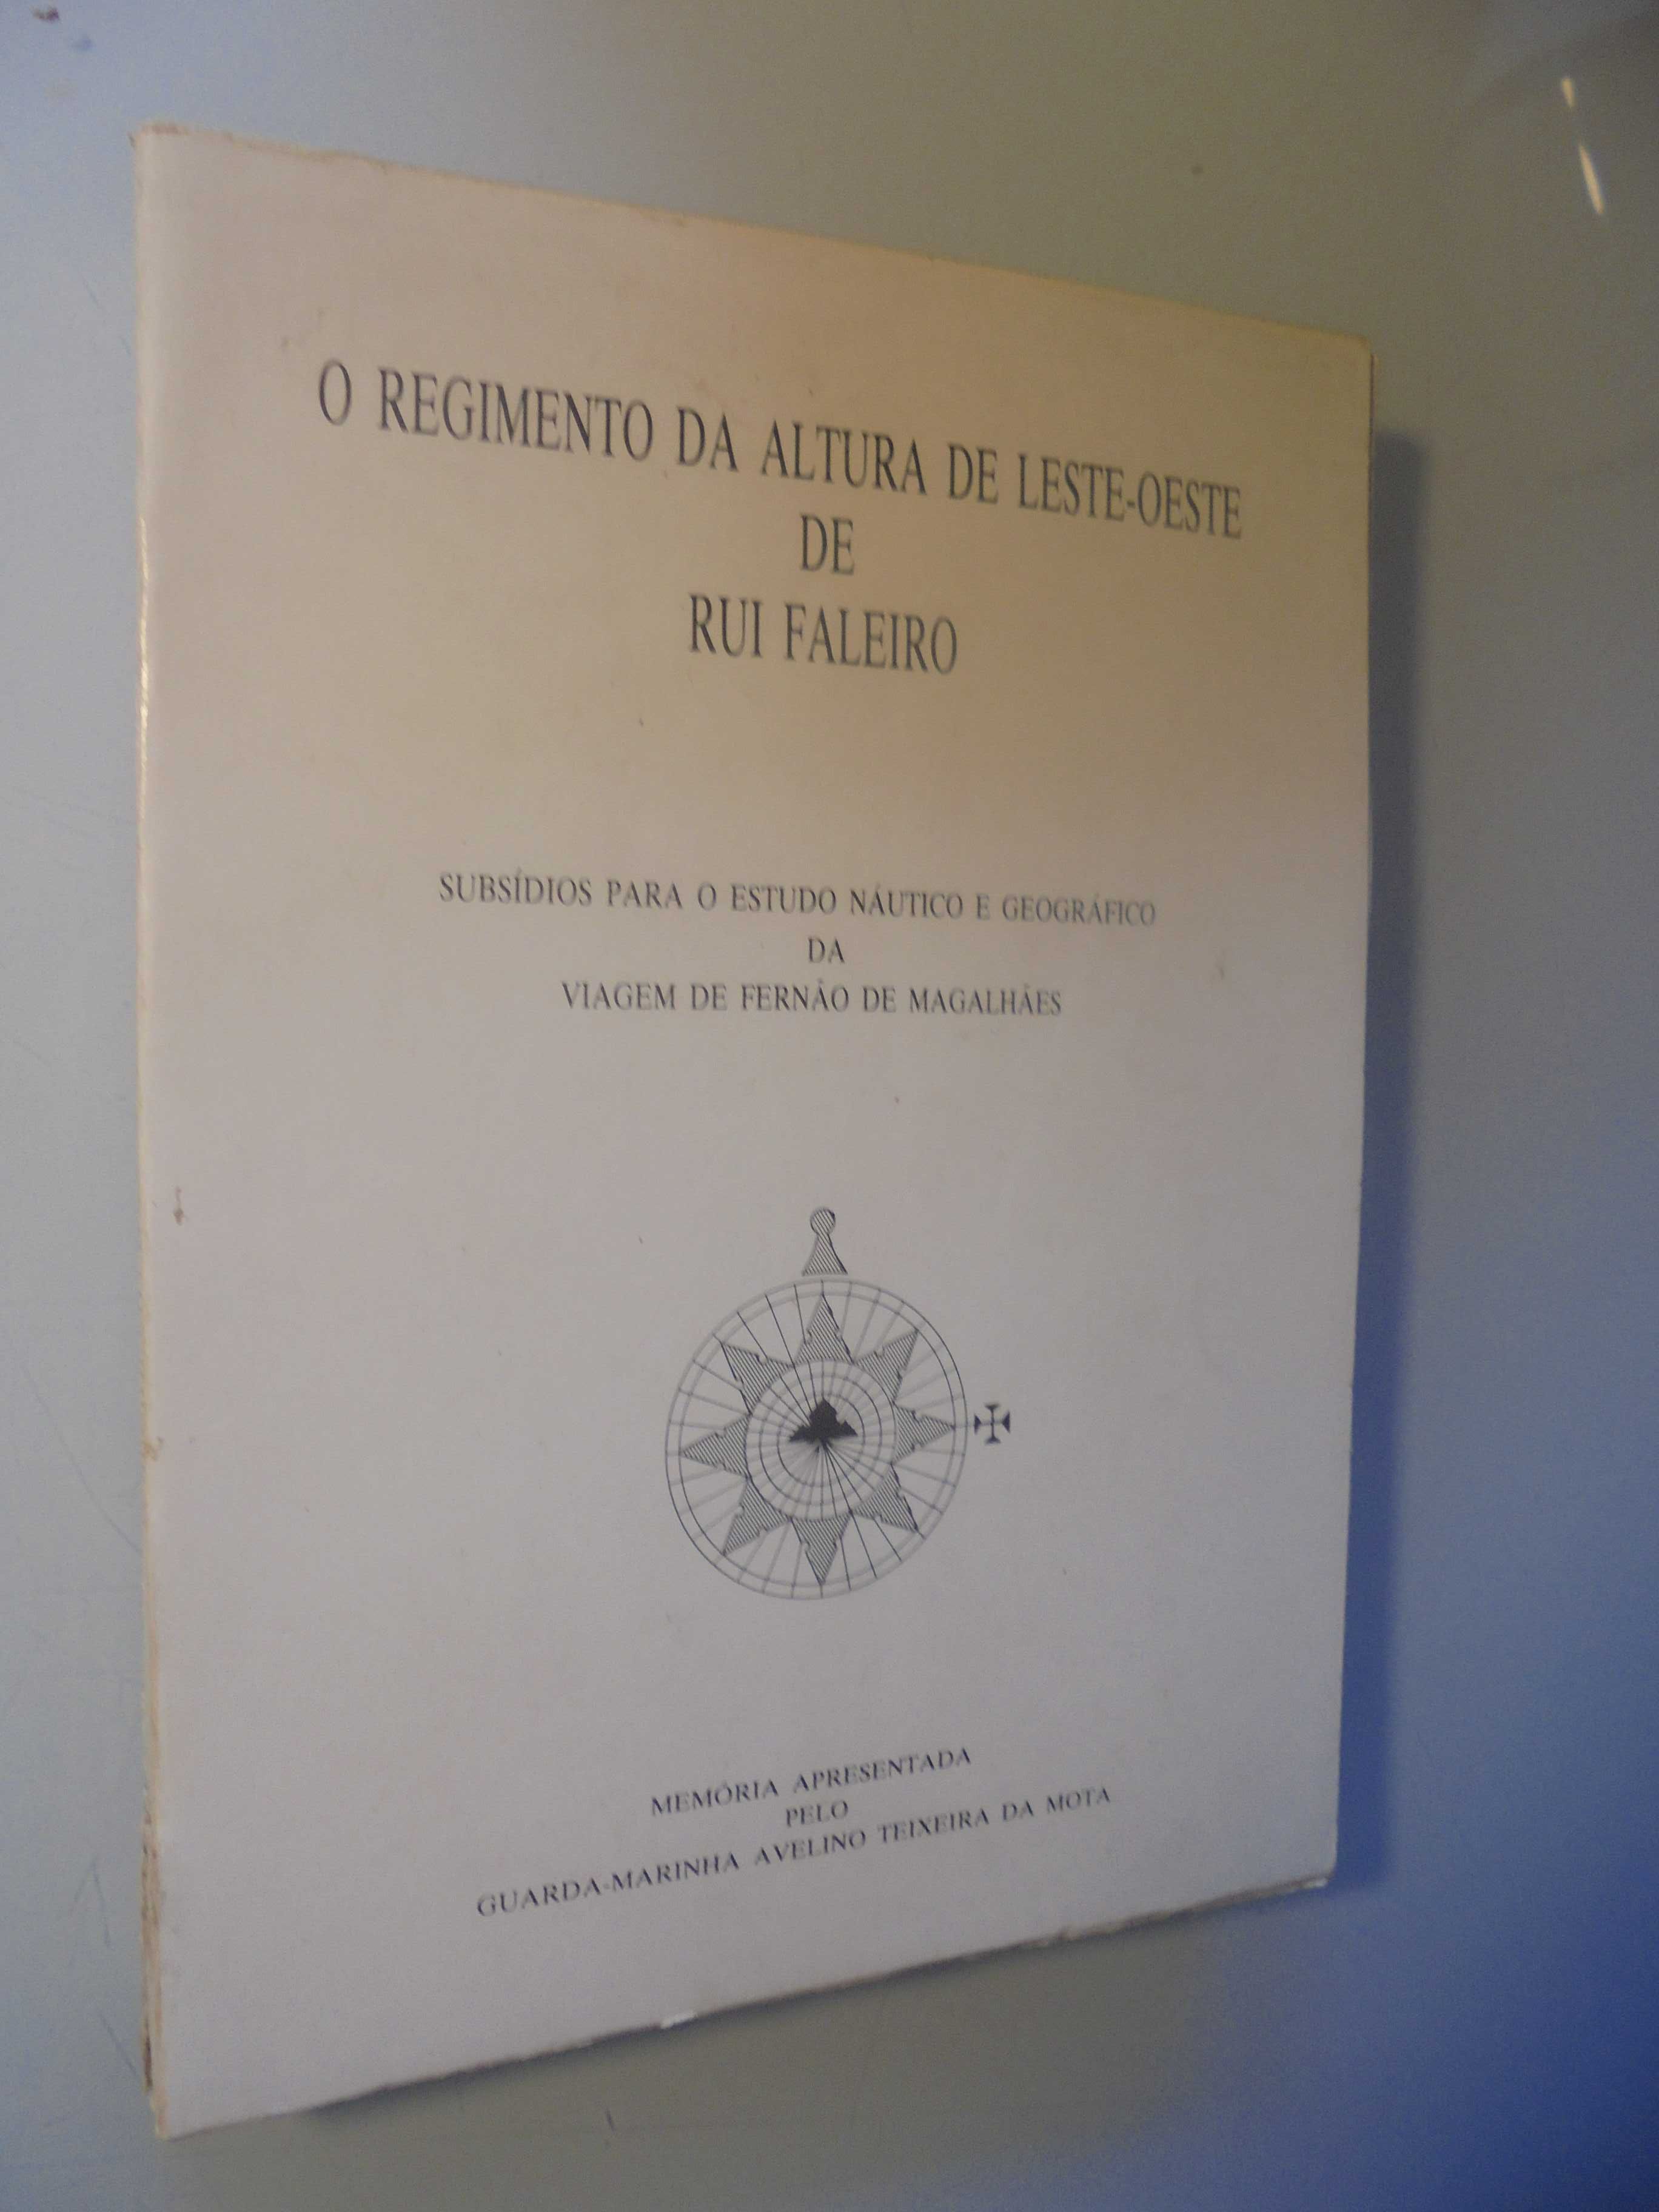 O REGIMENTO DA ALTURA DE LESTE-OESTE
DE
RUI FALEIRO
SUBSÍDIOS PARA O ESTUDO NÁUTICO E GEOGRÁFICO
DA
VIAGEM DE FERNÃO DE MAGALHÃES
MEMÓRIA APRESENTADA
PELO
GUARDA-MARINHA AVELINO TEIXEIRA DA MOTA